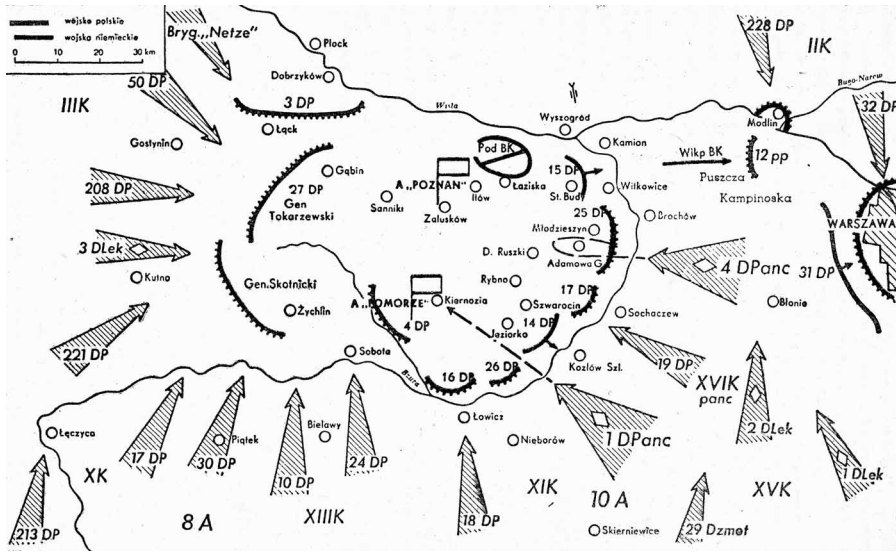 wojska polskie
wojska niemieckie
0 10 20 30 km
Bryg. „Netze"
Płock
Dobrzyków
228 DP
IIK
Bugo-Narew
IIIK
50 DP
3 DP
Wisła
Wyszogród
Modlin
32 DP
Gostynin
Łąck
Kamion
Pod BK
Wlkp BK
12 pp
Gąbin
15 DP
Puszcza
208 DP
27 DP
A „POZNAŃ"
Iłów
Łaziska
St. Budy
Witkowice
Kampinoska
Gen
Tokarzewski
Sanniki
Załusków
25 DP
Brochów
WARSZAWA
Młodzieszyn
3 DLek
D. Ruszki
Adamowa G.
4 DPanc
31 DP
Kutno
Gen. Skotnicki
Rybno
17 DP
Błonie
A „POMORZE"
Kiernozia
Szwarocin
Sochaczew
Żychlin
4 DP
14 DP
Jeziorko
221 DP
Sobota
Kozłów Szl.
19 DP
XVIK
panc
16 DP
26 DP
Bzura
Łowicz
1 DPanc
2 DLek
Łęczyca
Piątek
Bielawy
Nieborów
17 DP
30 DP
10 DP
24 DP
1 DLek
XK
XIK
10 A
XVK
213 DP
8 A
XIIIK
18 DP
Skierniewice
29 Dzmot